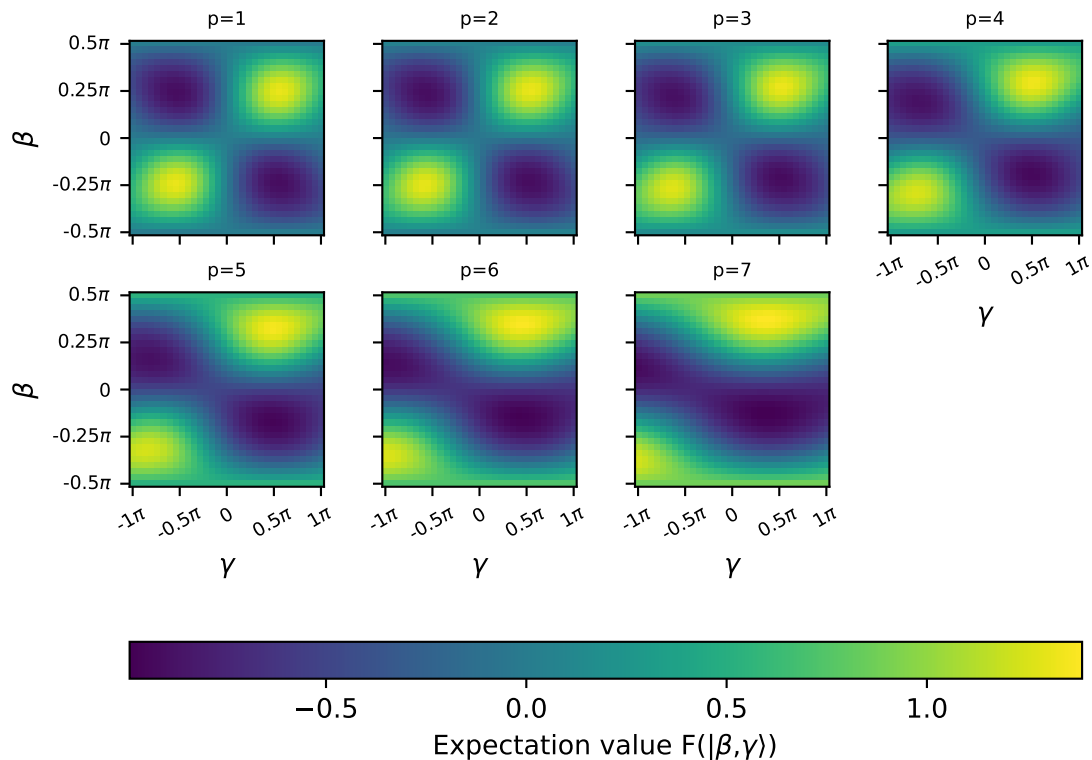 p=1 p=2 p=3 p=4
0.5π
0.25π
0
-0.25π
-0.5π
β
-1π -0.5π 0 0.5π 1π
γ
p=5 p=6 p=7
0.5π
0.25π
0
-0.25π
-0.5π
β
-1π -0.5π 0 0.5π 1π -1π -0.5π 0 0.5π 1π -1π -0.5π 0 0.5π 1π
γ γ γ
−0.5 0.0 0.5 1.0
Expectation value F(|β,γ⟩)